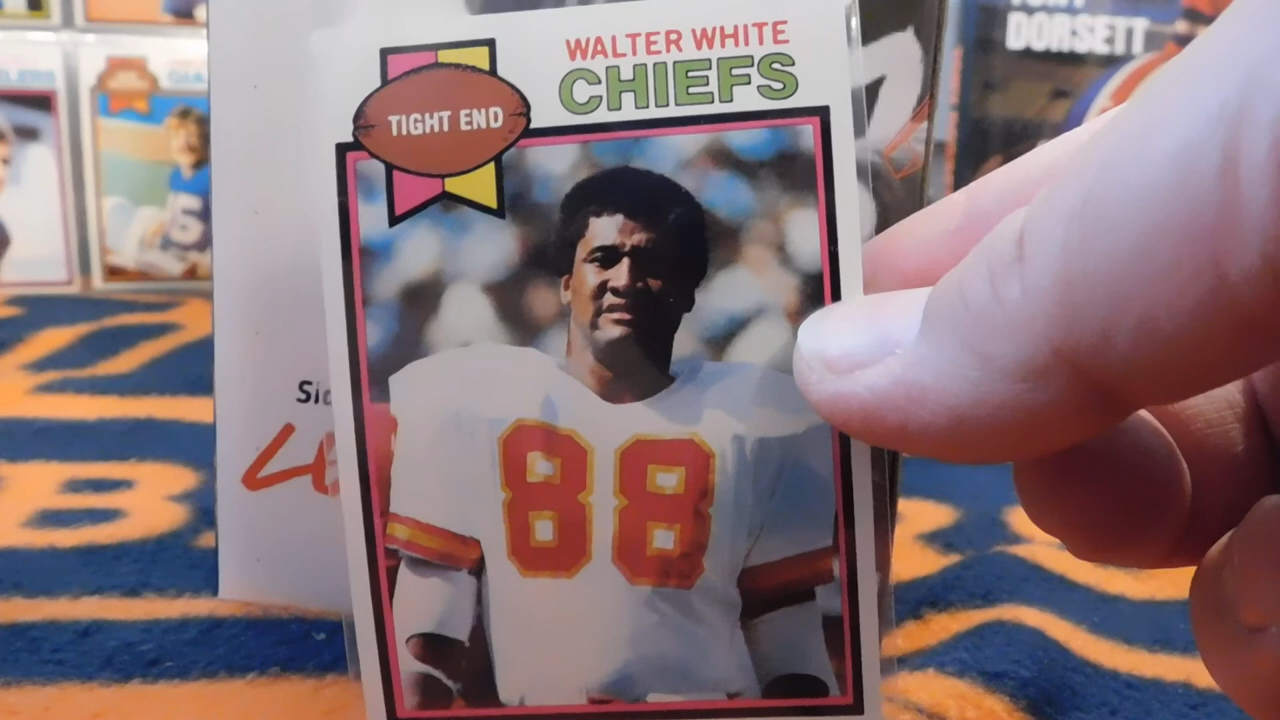 WALTER WHITE
CHIEFS
TIGHT END
88
DORSETT